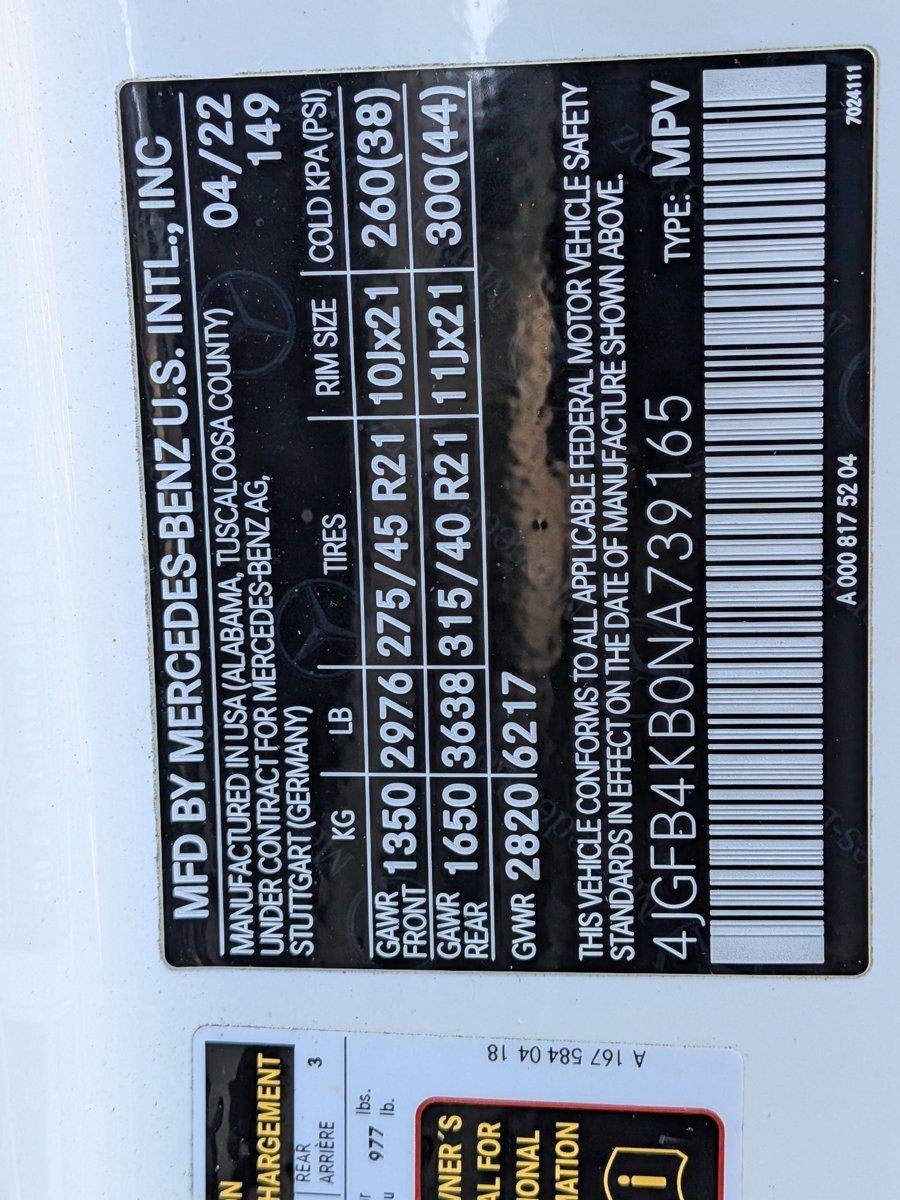 MFD BY MERCEDES-BENZ U.S. INTL., INC
MANUFACTURED IN USA (ALABAMA, TUSCALOOSA COUNTY) 04/22
UNDER CONTRACT FOR MERCEDES-BENZ AG, 149
STUTTGART (GERMANY)
KG LB TIRES RIM SIZE COLD KPA (PSI)
GAWR FRONT 1350 2976 275/45 R21 10Jx21 260(38)
GAWR REAR 1650 3638 315/40 R21 11Jx21 300(44)
GVWR 2820 6217
THIS VEHICLE CONFORMS TO ALL APPLICABLE FEDERAL MOTOR VEHICLE SAFETY
STANDARDS IN EFFECT ON THE DATE OF MANUFACTURE SHOWN ABOVE.
4JGFB4KB0NA739165 TYPE: MPV
A 000 817 52 04 7024111
HARGEMENT
REAR
ARRIÈRE 3
977 lbs.
lb.
A 167 584 04 18